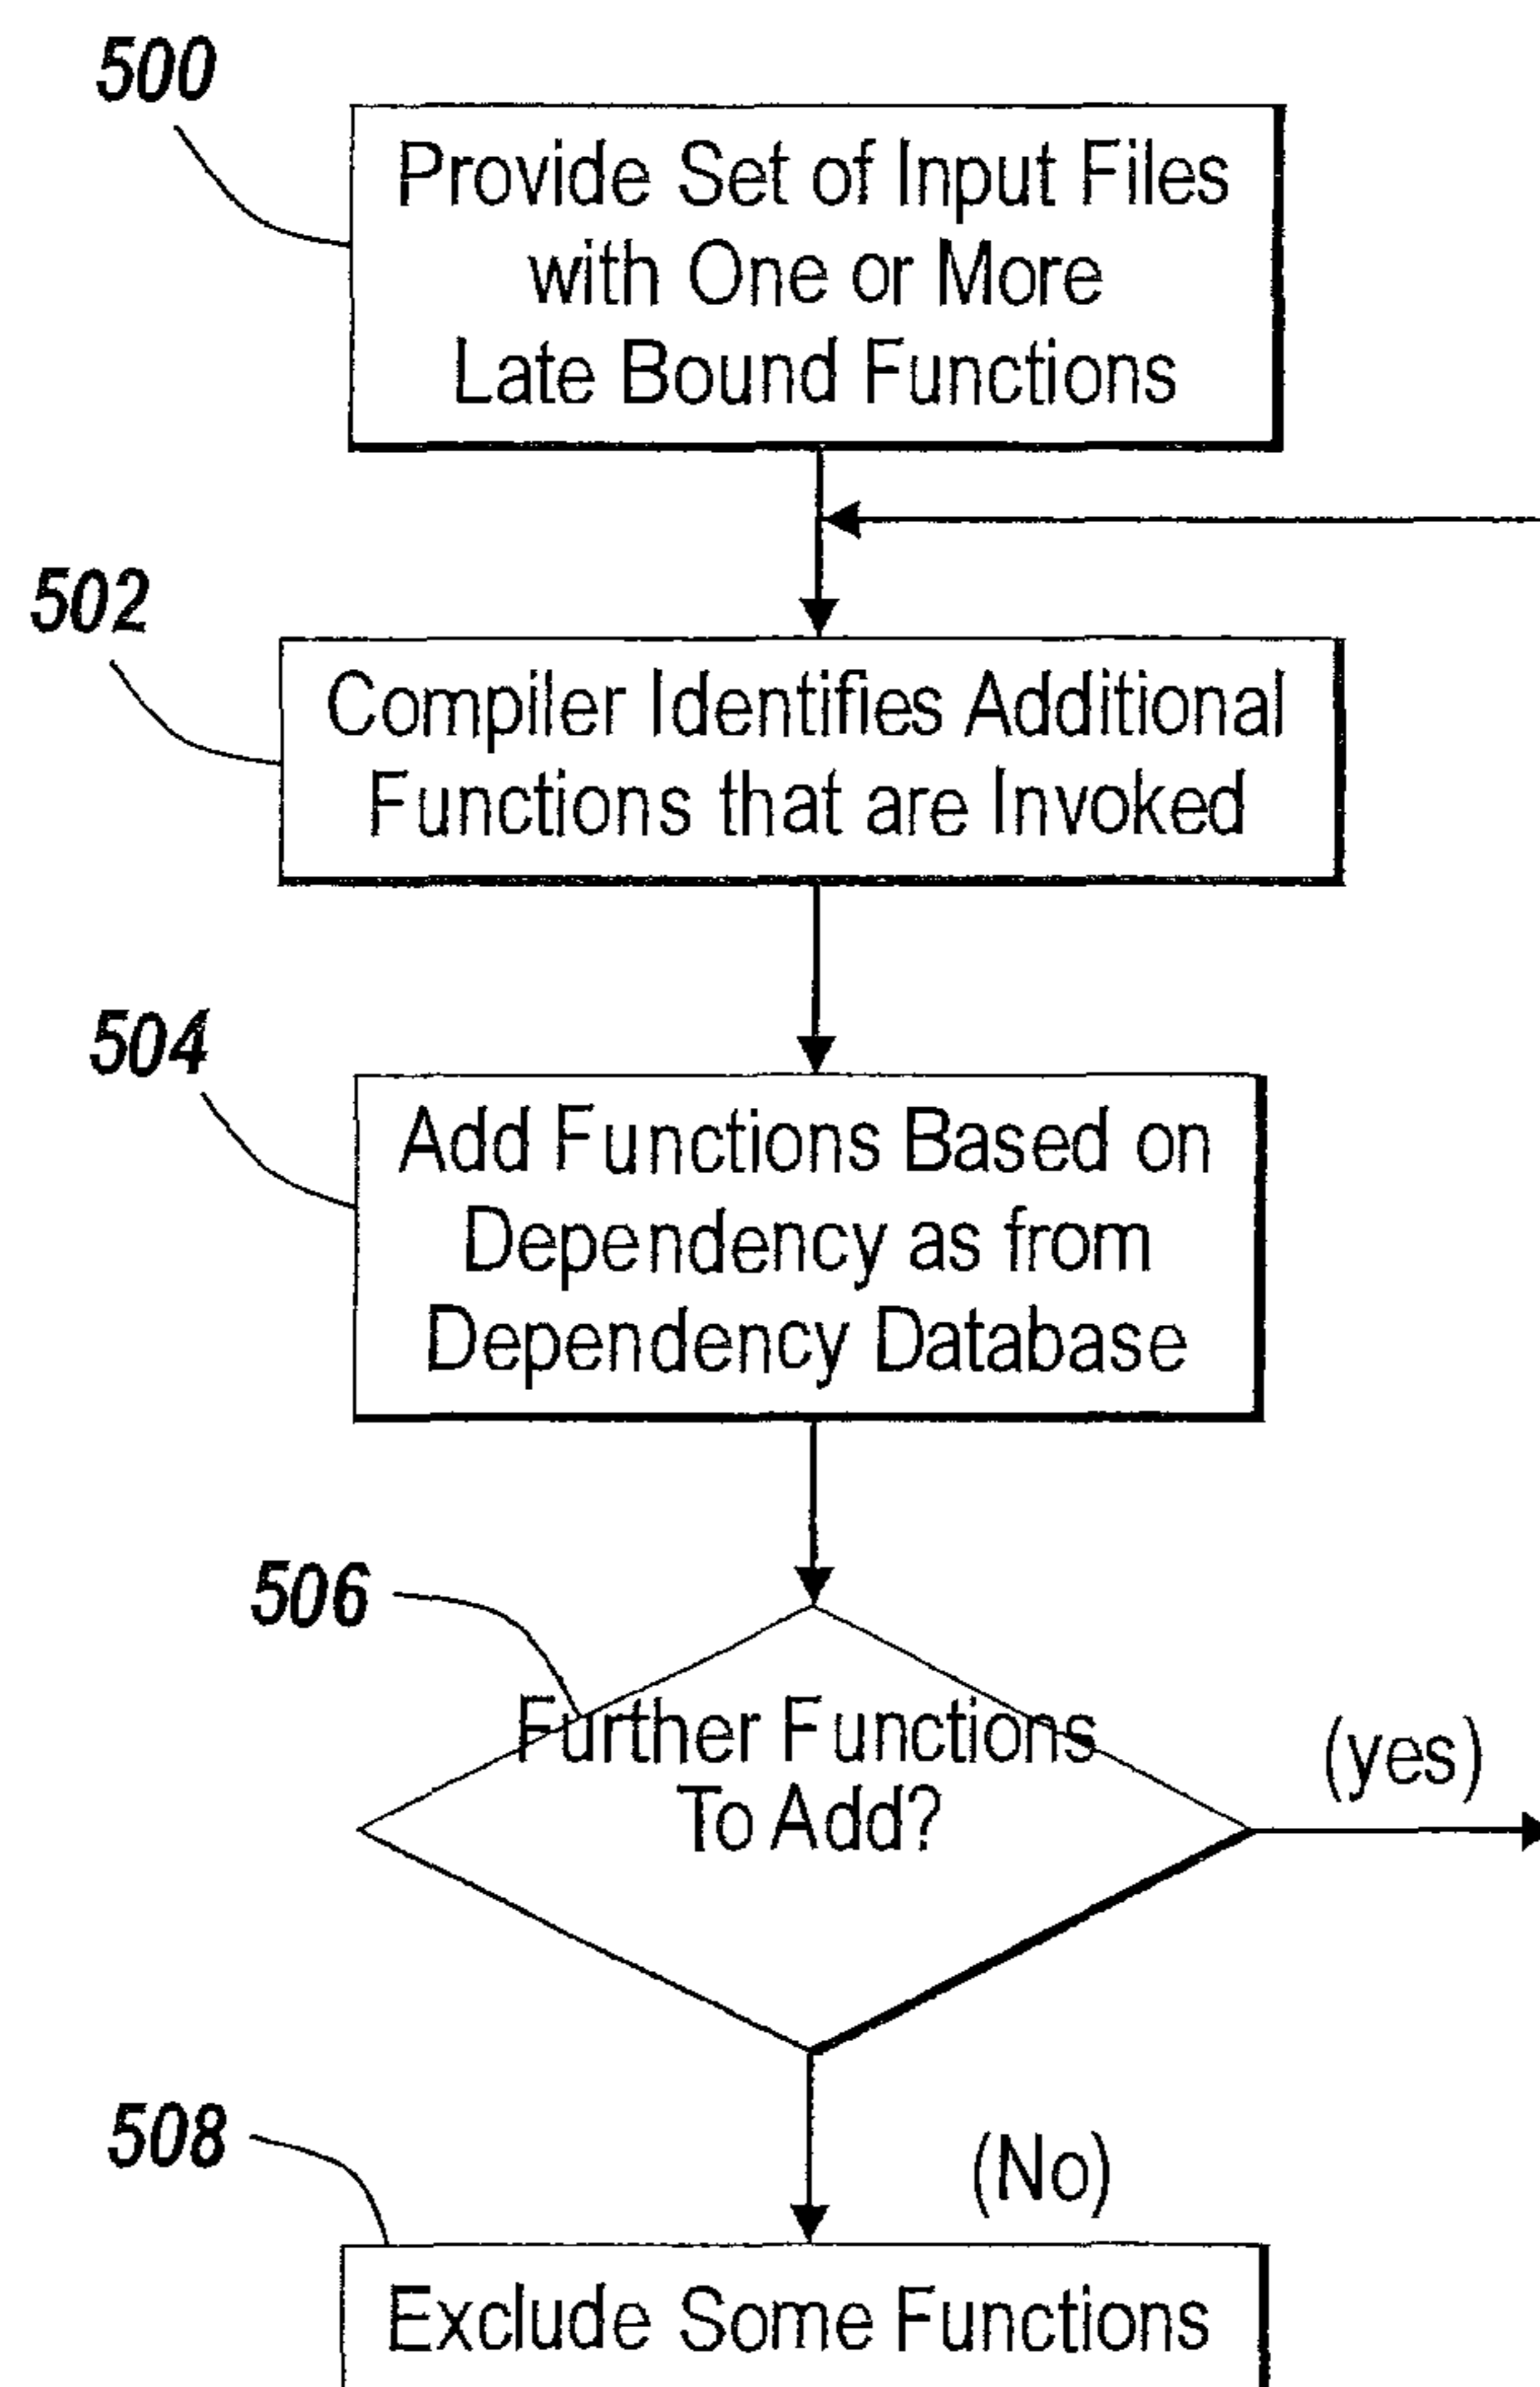 500
Provide Set of Input Files
with One or More
Late Bound Functions
502
Compiler Identifies Additional
Functions that are Invoked
504
Add Functions Based on
Dependency as from
Dependency Database
506
Further Functions
To Add?
(yes)
(No)
508
Exclude Some Functions